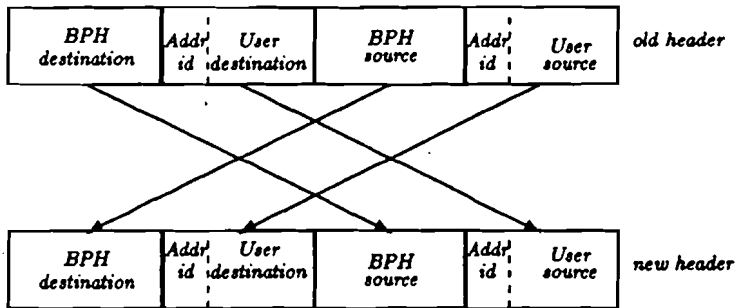 BPH destination Addr id User destination BPH source Addr id User source old header
BPH destination Addr id User destination BPH source Addr id User source new header